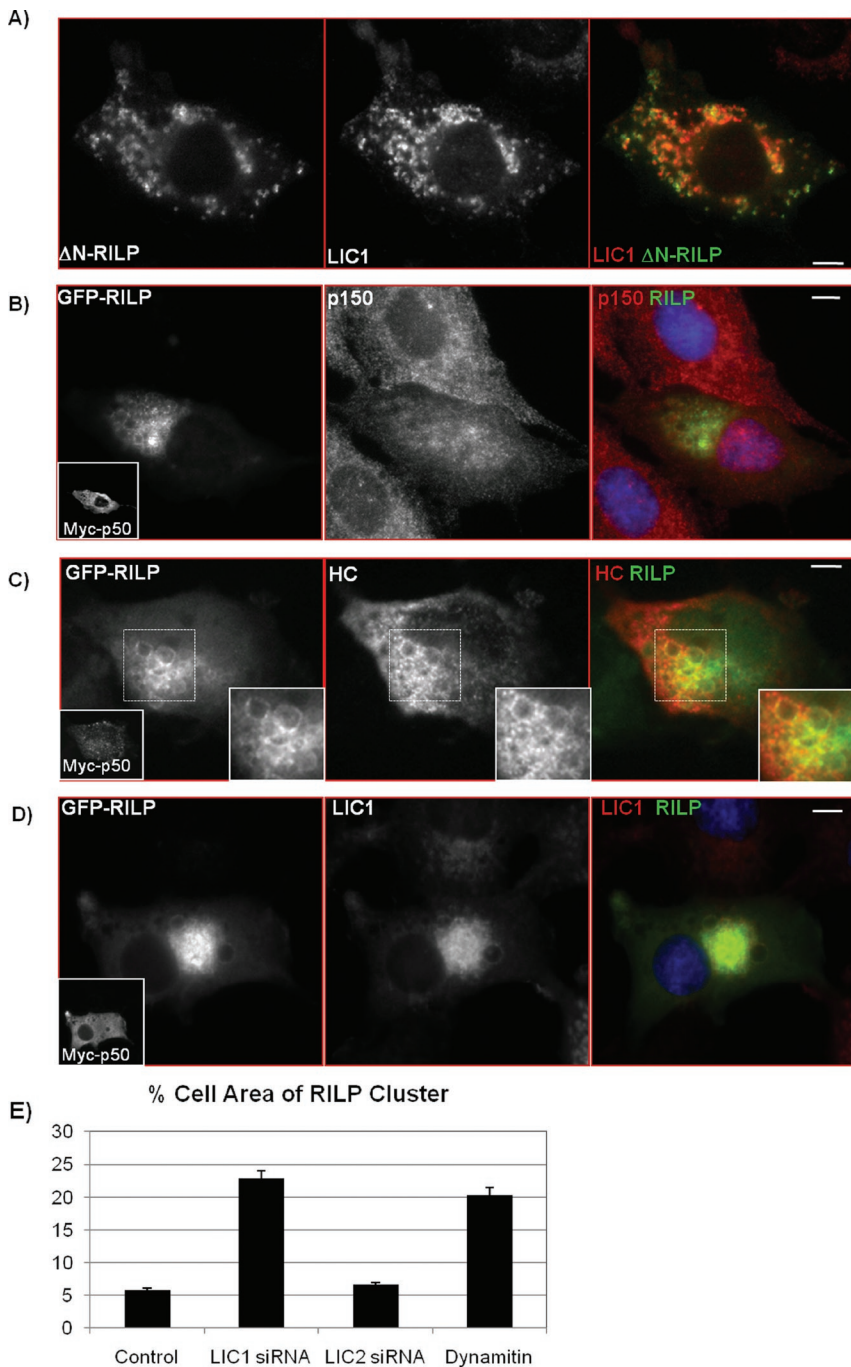 A)
ΔN-RILP
LIC1
LIC1 ΔN-RILP
B)
GFP-RILP
p150
p150 RILP
Myc-p50
C)
GFP-RILP
HC
HC RILP
Myc-p50
D)
GFP-RILP
LIC1
LIC1 RILP
Myc-p50
E)
% Cell Area of RILP Cluster
30
25
20
15
10
5
0
Control
LIC1 siRNA
LIC2 siRNA
Dynamitin